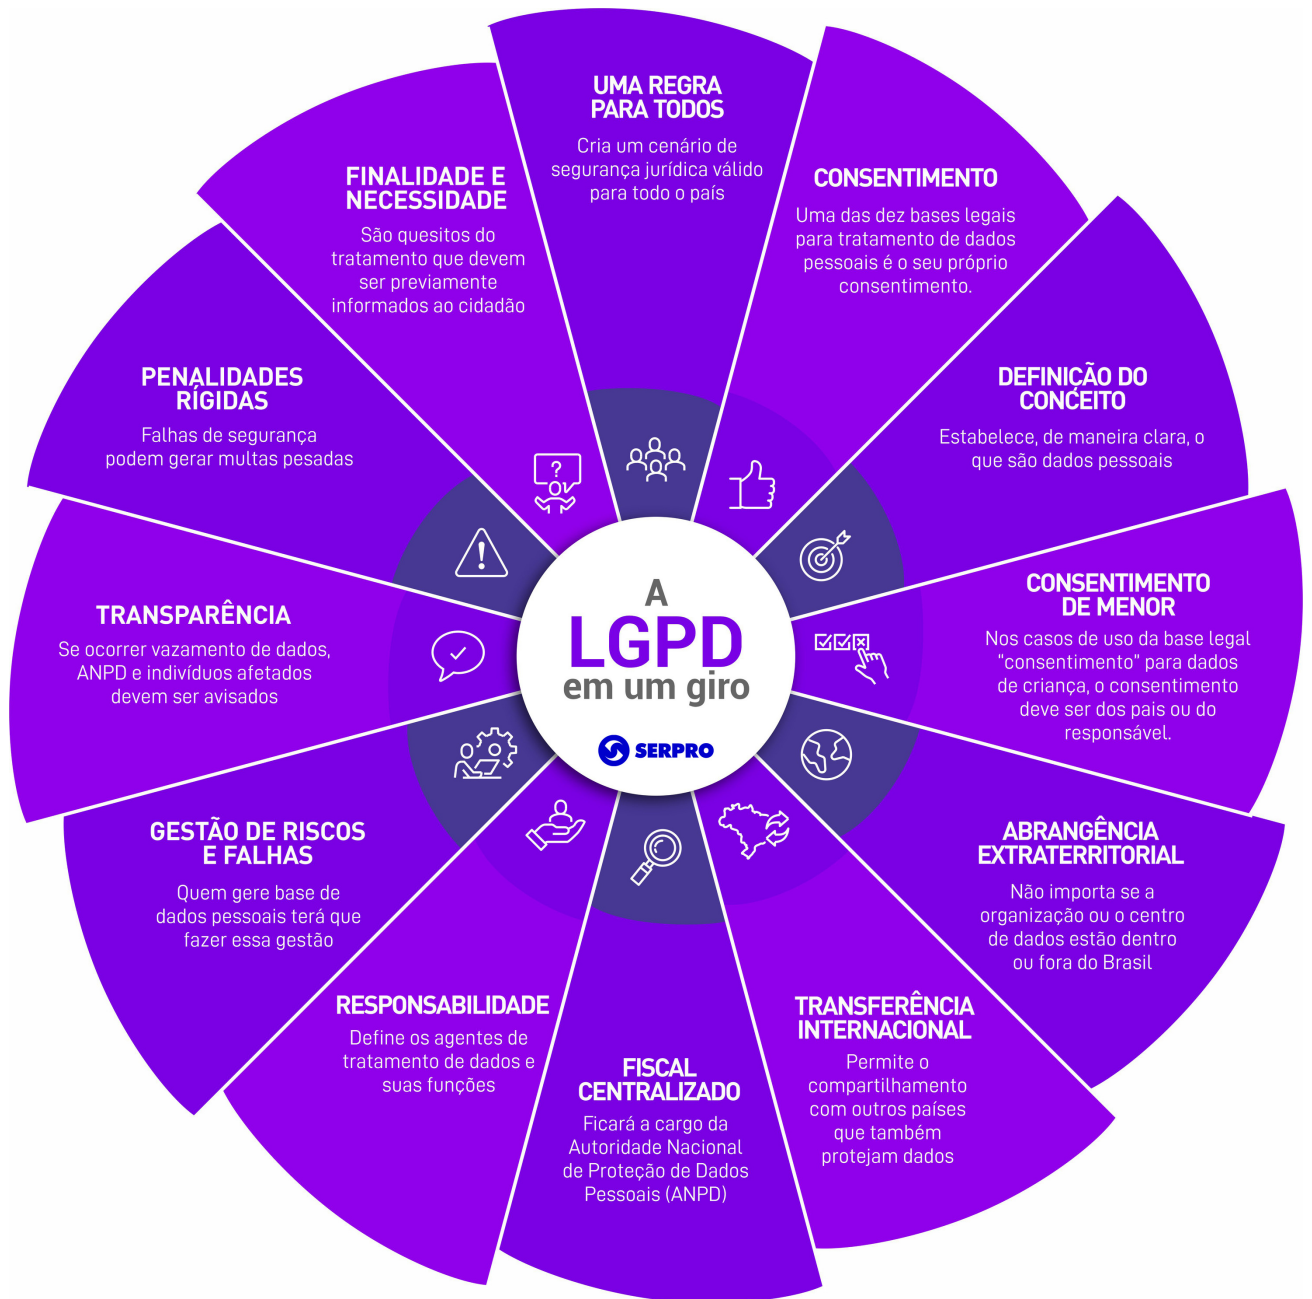 A
LGPD
em um giro
SERPRO
UMA REGRA
PARA TODOS
Cria um cenário de
segurança jurídica válido
para todo o país
CONSENTIMENTO
Uma das dez bases legais
para tratamento de dados
pessoais é o seu próprio
consentimento.
DEFINIÇÃO DO
CONCEITO
Estabelece, de maneira clara, o
que são dados pessoais
CONSENTIMENTO
DE MENOR
Nos casos de uso da base legal
“consentimento” para dados
de criança, o consentimento
deve ser dos pais ou do
responsável.
ABRANGÊNCIA
EXTRATERRITORIAL
Não importa se a
organização ou o centro
de dados estão dentro
ou fora do Brasil
TRANSFERÊNCIA
INTERNACIONAL
Permite o
compartilhamento
com outros países
que também
protejam dados
FISCAL
CENTRALIZADO
Ficará a cargo da
Autoridade Nacional
de Proteção de Dados
Pessoais (ANPD)
RESPONSABILIDADE
Define os agentes de
tratamento de dados e
suas funções
GESTÃO DE RISCOS
E FALHAS
Quem gere base de
dados pessoais terá que
fazer essa gestão
TRANSPARÊNCIA
Se ocorrer vazamento de dados,
ANPD e indivíduos afetados
devem ser avisados
PENALIDADES
RÍGIDAS
Falhas de segurança
podem gerar multas pesadas
FINALIDADE E
NECESSIDADE
São quesitos do
tratamento que devem
ser previamente
informados ao cidadão
?
!